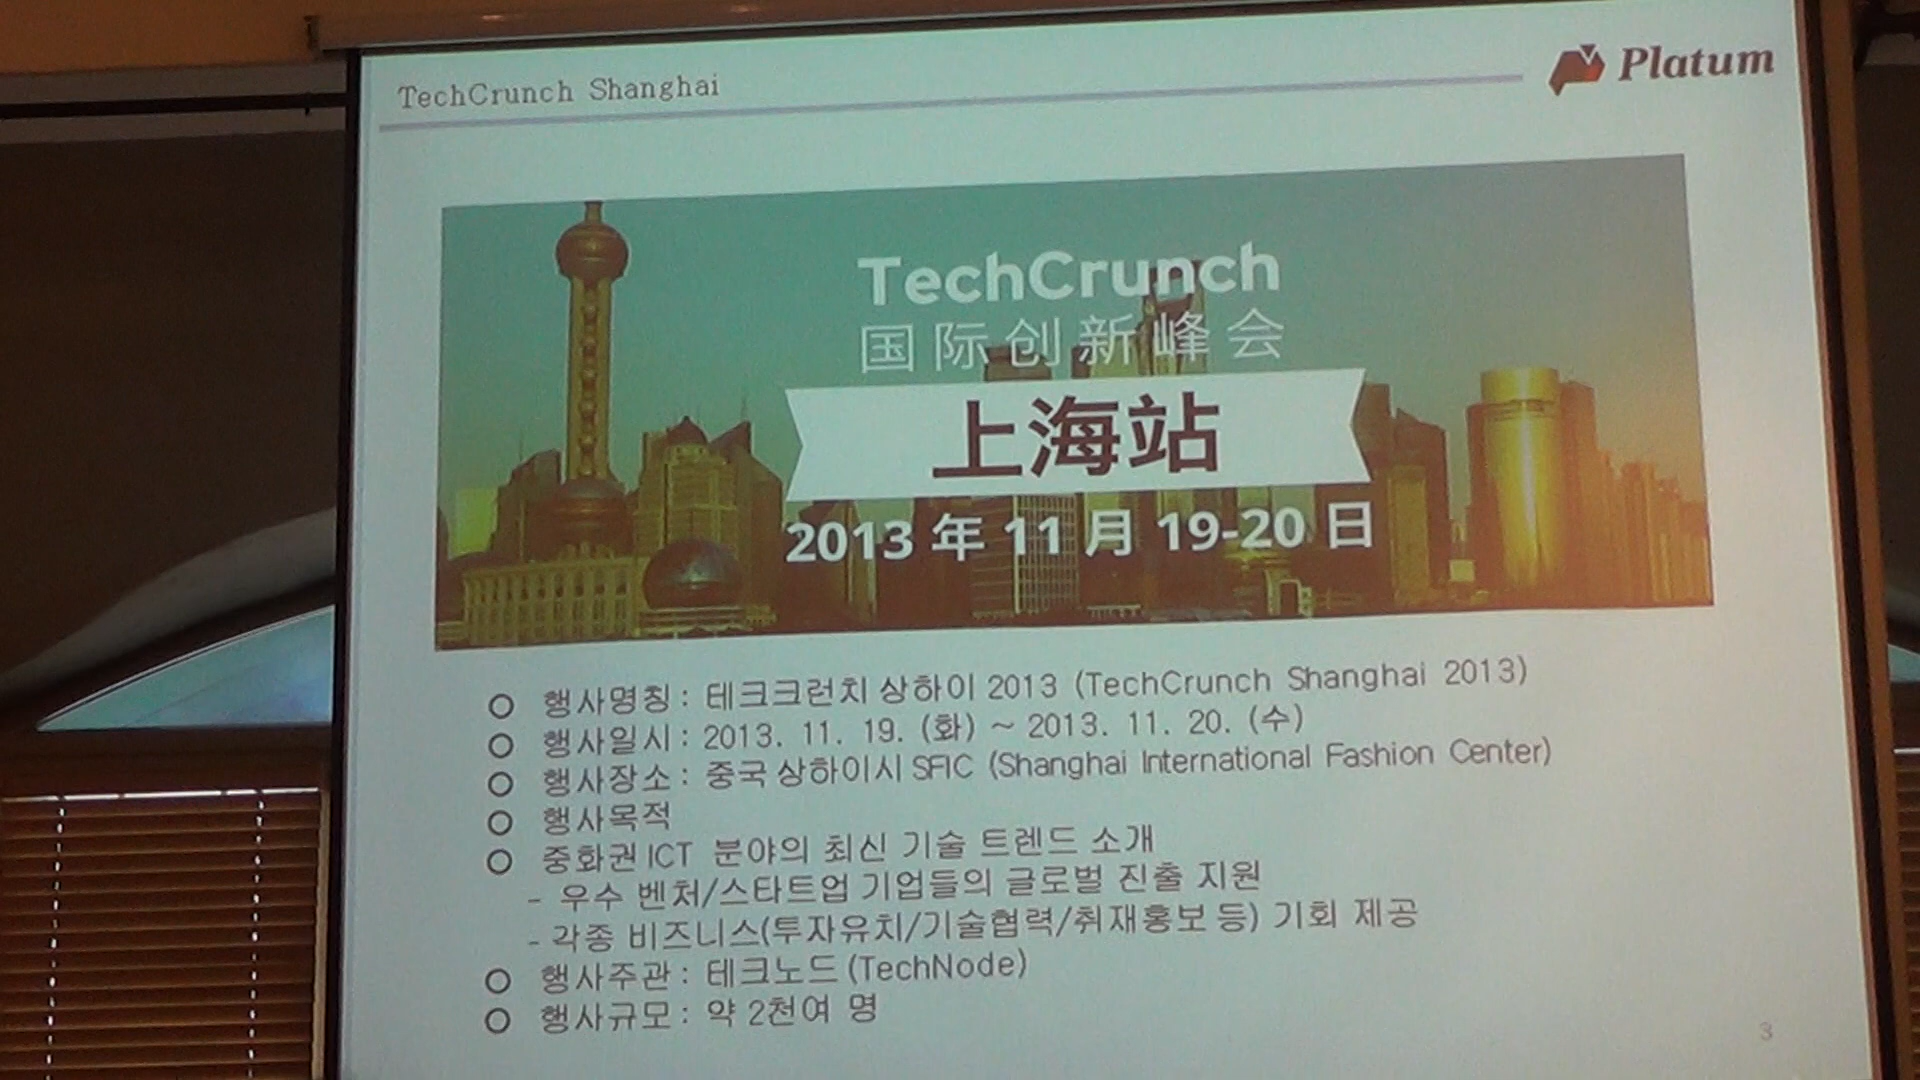 TechCrunch Shanghai
Platum
TechCrunch
国际创新峰会
上海站
2013 年 11 月 19-20 日
행사명칭 : 테크크런치 상하이 2013 (TechCrunch Shanghai 2013)
행사일시 : 2013. 11. 19. (화) ~ 2013. 11. 20. (수)
행사장소 : 중국 상하이시 SFIC (Shanghai International Fashion Center)
행사목적
중화권 ICT 분야의 최신 기술 트렌드 소개
- 우수 벤처/스타트업 기업들의 글로벌 진출 지원
- 각종 비즈니스(투자유치/기술협력/취재홍보 등) 기회 제공
행사주관 : 테크노드 (TechNode)
행사규모 : 약 2천여 명
3